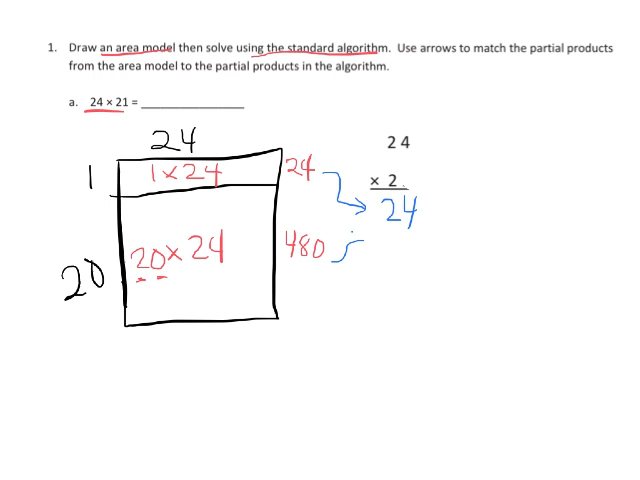 1. Draw an area model then solve using the standard algorithm. Use arrows to match the partial products
from the area model to the partial products in the algorithm.
a. 24 × 21 = ________________
24
2 4
1 1 × 24 24
× 2
24
20 20 × 24 480